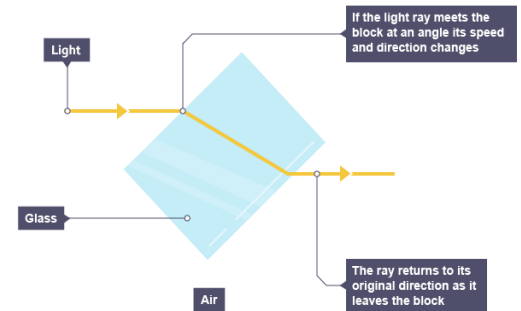 If the light ray meets the
block at an angle its speed
and direction changes
Light
Glass
The ray returns to its
original direction as it
leaves the block
Air